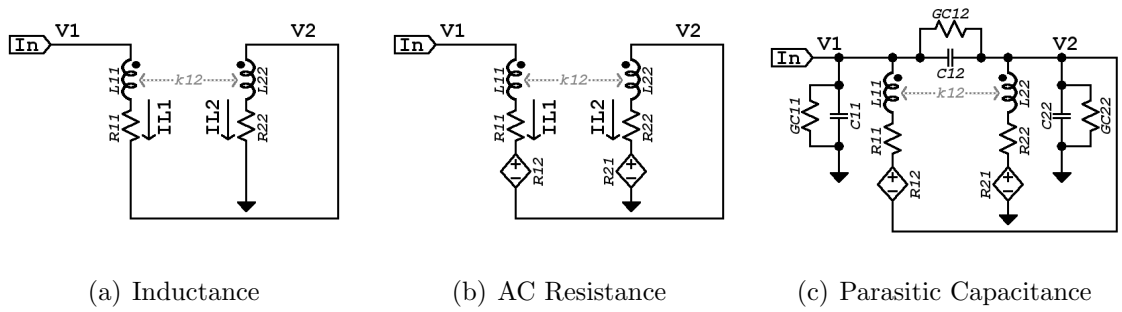 In V1 V2
L11 k12 L22
R11 IL1 IL2 R22
In V1 V2
L11 k12 L22
R11 IL1 IL2 R22
R12 R21
GC12
In V1 V2
C12
L11 k12 L22
GC11 C11 R11 R22 C22 GC22
R12 R21
(a) Inductance (b) AC Resistance (c) Parasitic Capacitance